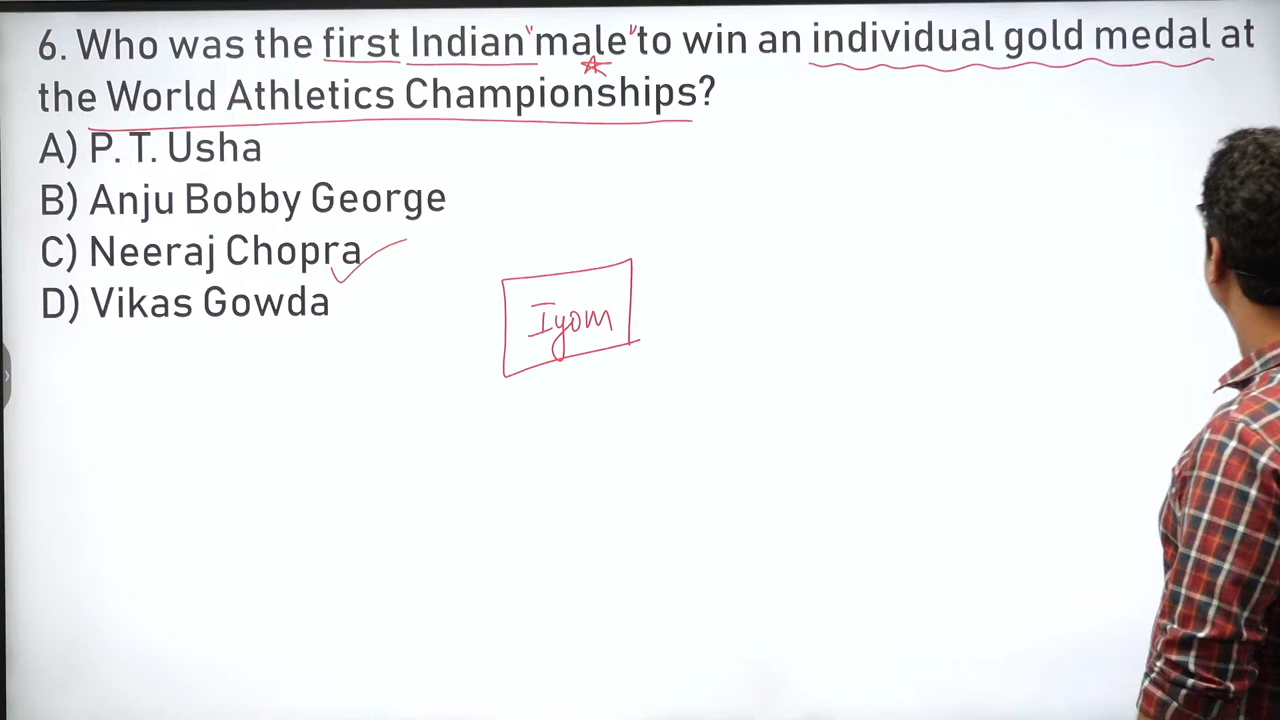 6. Who was the first Indian "male" to win an individual gold medal at
the World Athletics Championships?
A) P. T. Usha
B) Anju Bobby George
C) Neeraj Chopra
D) Vikas Gowda
Iyom